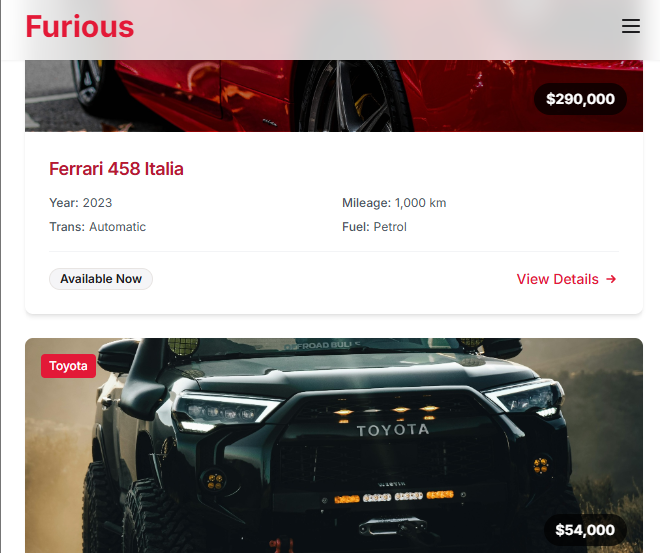 Furious
$290,000
Ferrari 458 Italia
Year: 2023
Mileage: 1,000 km
Trans: Automatic
Fuel: Petrol
Available Now
View Details →
OFFROAD BULLS
Toyota
TOYOTA
$54,000